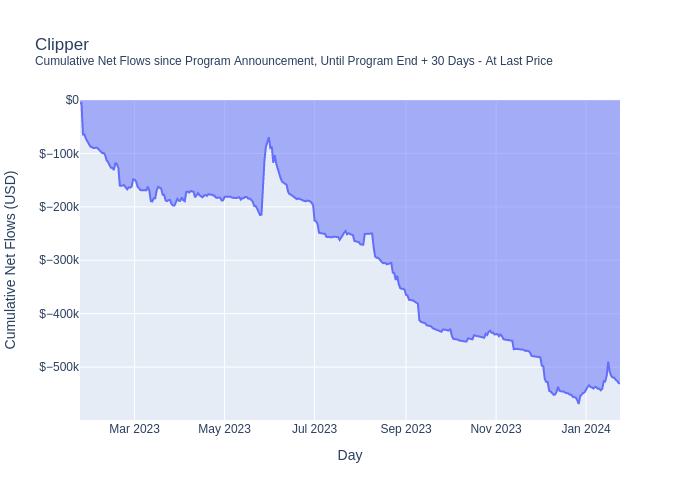 Clipper
Cumulative Net Flows since Program Announcement, Until Program End + 30 Days - At Last Price
Cumulative Net Flows (USD)
$0
$−100k
$−200k
$−300k
$−400k
$−500k
Mar 2023 May 2023 Jul 2023 Sep 2023 Nov 2023 Jan 2024
Day